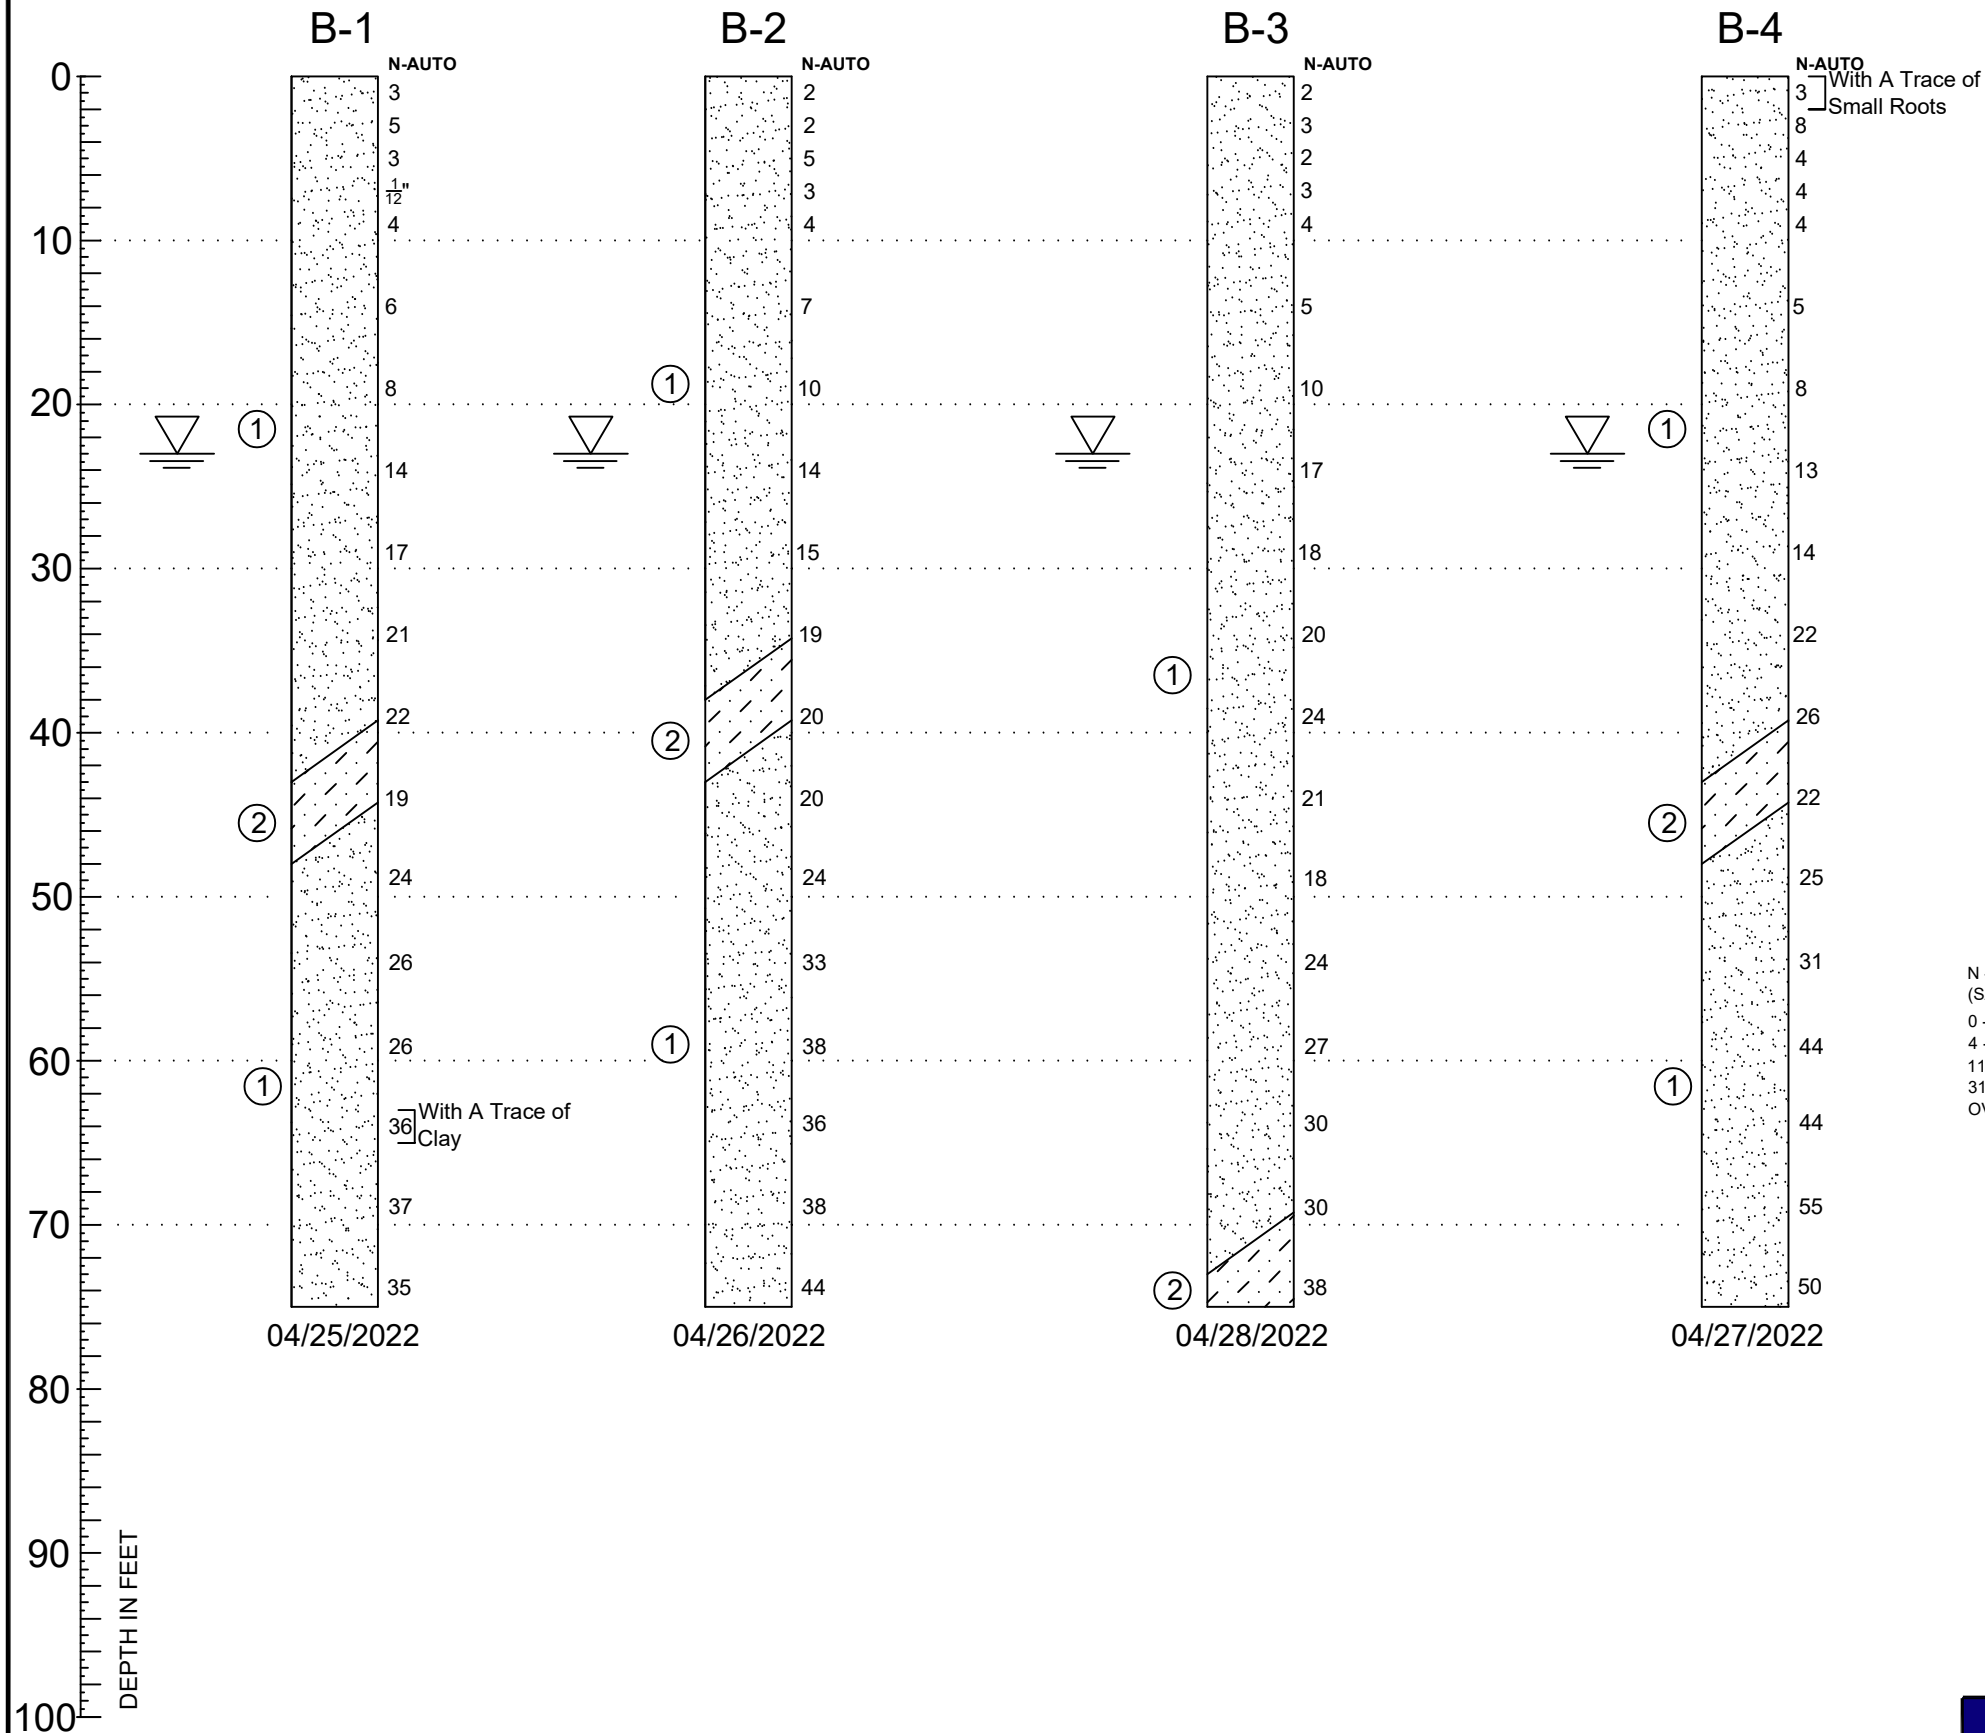 B-1 B-2 B-3 B-4
N-AUTO N-AUTO N-AUTO N-AUTO
0
3 2 2 3 With A Trace of
Small Roots
5 2 3 8
3 5 2 4
1/12" 3 3 4
4 4 4 4
10
6 7 5 5
1
8 10 10 8
20
1 1
14 14 17 13
17 15 18 14
30
21 19 20 22
1
22 20 24 26
40
2
19 20 21 22
2 2
24 24 18 25
50
26 33 24 31
N
(S
0 -
4 -
11
31
26 38 27 44
1
60
1 1
With A Trace of
36 Clay 36 30 44
37 38 30 55
70
35 44 38 50
2
04/25/2022 04/26/2022 04/28/2022 04/27/2022
80
90
100
DEPTH IN FEET